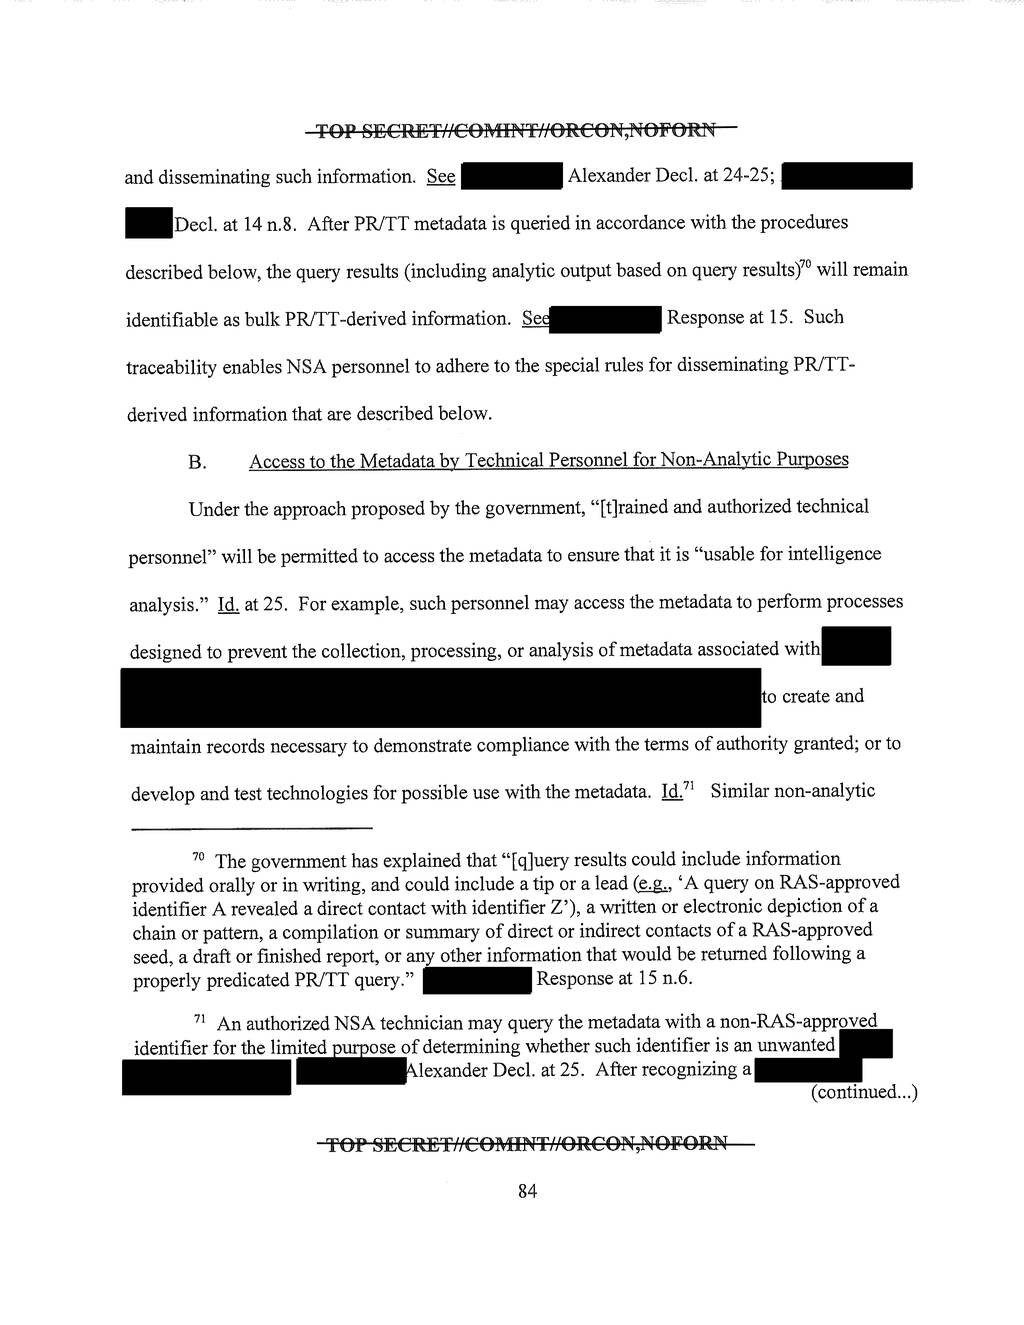 TOP SECRET//COMINT//ORCON,NOFORN
and disseminating such information. See Alexander Decl. at 24-25;
Decl. at 14 n.8. After PR/TT metadata is queried in accordance with the procedures
described below, the query results (including analytic output based on query results)70 will remain
identifiable as bulk PR/TT-derived information. See Response at 15. Such
traceability enables NSA personnel to adhere to the special rules for disseminating PR/TT-
derived information that are described below.
B. Access to the Metadata by Technical Personnel for Non-Analytic Purposes
Under the approach proposed by the government, “[t]rained and authorized technical
personnel” will be permitted to access the metadata to ensure that it is “usable for intelligence
analysis.” Id. at 25. For example, such personnel may access the metadata to perform processes
designed to prevent the collection, processing, or analysis of metadata associated with
to create and
maintain records necessary to demonstrate compliance with the terms of authority granted; or to
develop and test technologies for possible use with the metadata. Id.71 Similar non-analytic
70 The government has explained that “[q]uery results could include information
provided orally or in writing, and could include a tip or a lead (e.g., ‘A query on RAS-approved
identifier A revealed a direct contact with identifier Z’), a written or electronic depiction of a
chain or pattern, a compilation or summary of direct or indirect contacts of a RAS-approved
seed, a draft or finished report, or any other information that would be returned following a
properly predicated PR/TT query.” Response at 15 n.6.
71 An authorized NSA technician may query the metadata with a non-RAS-approved
identifier for the limited purpose of determining whether such identifier is an unwanted
Alexander Decl. at 25. After recognizing a
(continued...)
TOP SECRET//COMINT//ORCON,NOFORN
84